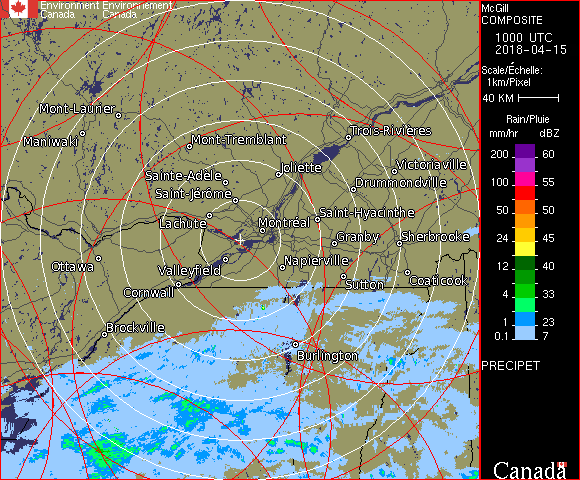 Environment Environnement
Canada Canada
McGill
COMPOSITE
1000 UTC
2018-04-15
Scale/Échelle:
1km/Pixel
40 KM
Rain/Pluie
mm/hr dBZ
200 60
150 57
100 55
50 50
24 45
12 40
4 33
1 23
0.1 7
PRECIPET
Mont-Laurier
Maniwaki
Mont-Tremblant
Trois-Rivières
Joliette
Victoriaville
Sainte-Adèle
Drummondville
Saint-Jérôme
Saint-Hyacinthe
Lachute
Montréal
Granby
Sherbrooke
Ottawa
Valleyfield
Napierville
Cornwall
Sutton
Coaticook
Brockville
Burlington
Canada